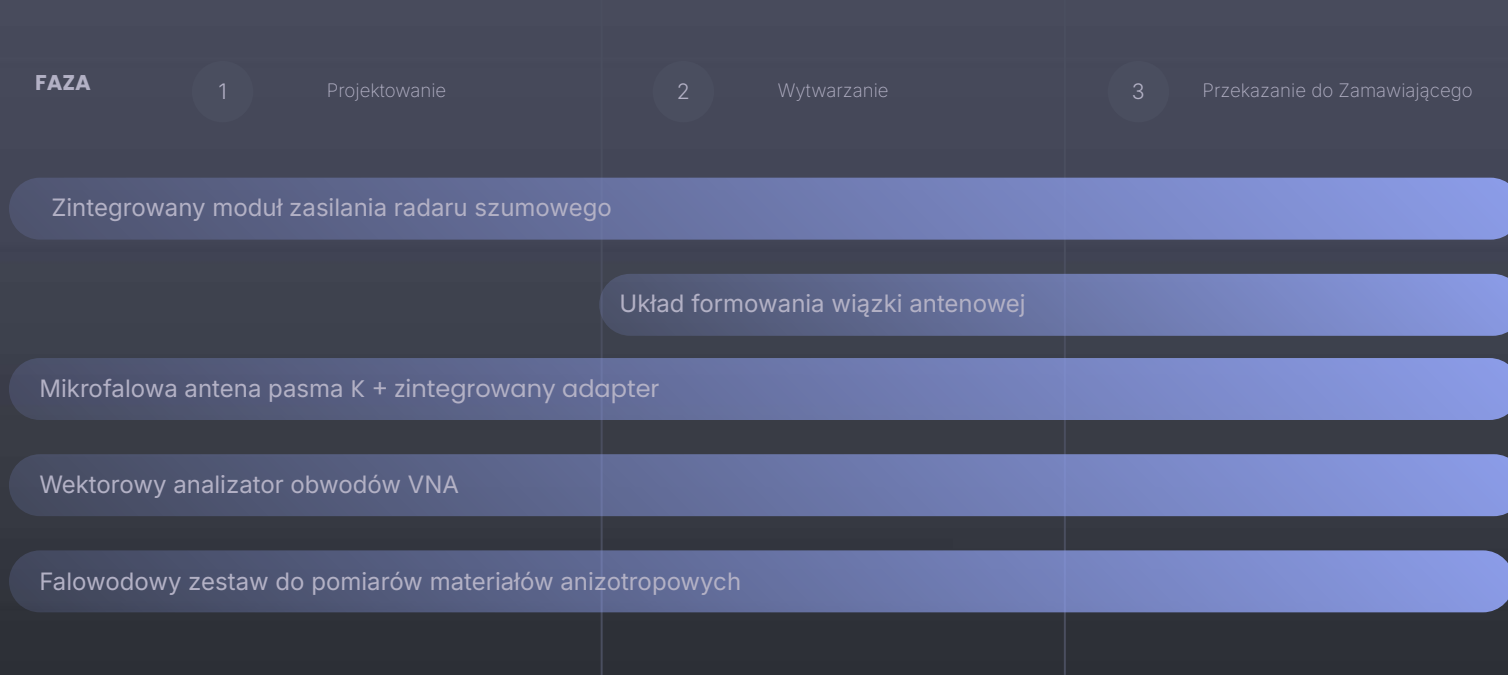 FAZA 1 Projektowanie 2 Wytwarzanie 3 Przekazanie do Zamawiającego
Zintegrowany moduł zasilania radaru szumowego
Układ formowania wiązki antenowej
Mikrofalowa antena pasma K + zintegrowany adapter
Wektorowy analizator obwodów VNA
Falowodowy zestaw do pomiarów materiałów anizotropowych